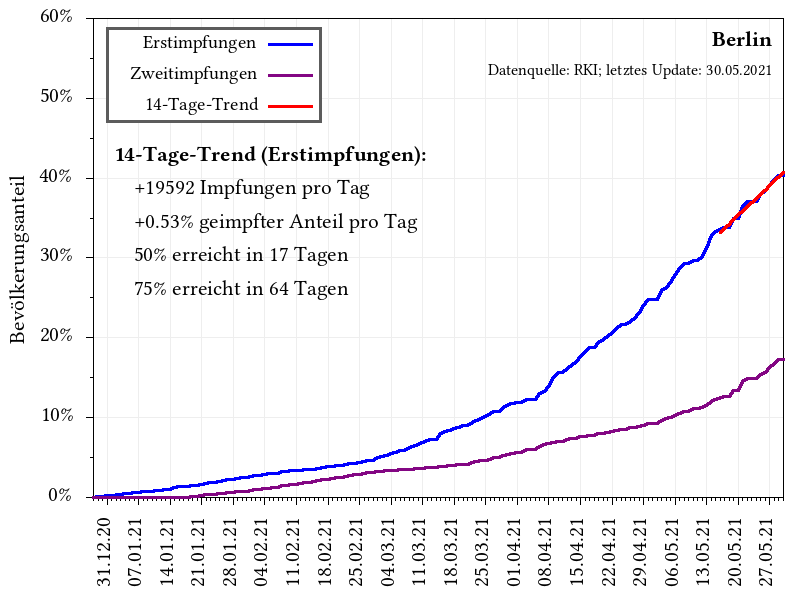 60%
50%
40%
30%
20%
10%
0%
Bevölkerungsanteil
Erstimpfungen
Zweitimpfungen
14-Tage-Trend
Berlin
Datenquelle: RKI; letztes Update: 30.05.2021
14-Tage-Trend (Erstimpfungen):
+19592 Impfungen pro Tag
+0.53% geimpfter Anteil pro Tag
50% erreicht in 17 Tagen
75% erreicht in 64 Tagen
31.12.20
07.01.21
14.01.21
21.01.21
28.01.21
04.02.21
11.02.21
18.02.21
25.02.21
04.03.21
11.03.21
18.03.21
25.03.21
01.04.21
08.04.21
15.04.21
22.04.21
29.04.21
06.05.21
13.05.21
20.05.21
27.05.21